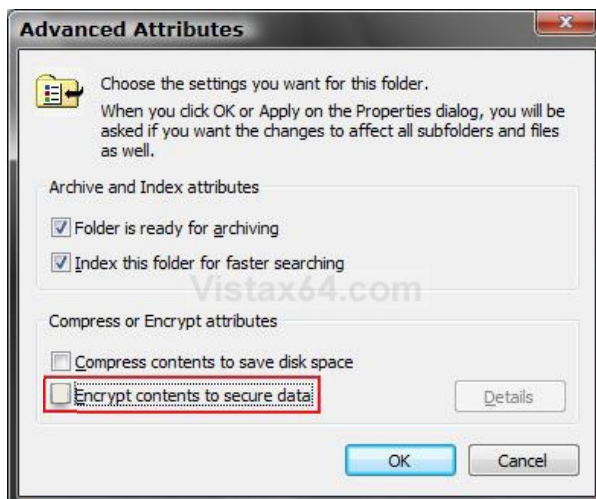 Advanced Attributes
Choose the settings you want for this folder.
When you click OK or Apply on the Properties dialog, you will be
asked if you want the changes to affect all subfolders and files
as well.
Archive and Index attributes
Folder is ready for archiving
Index this folder for faster searching
Vistax64.com
Compress or Encrypt attributes
Compress contents to save disk space
Encrypt contents to secure data
Details
OK
Cancel